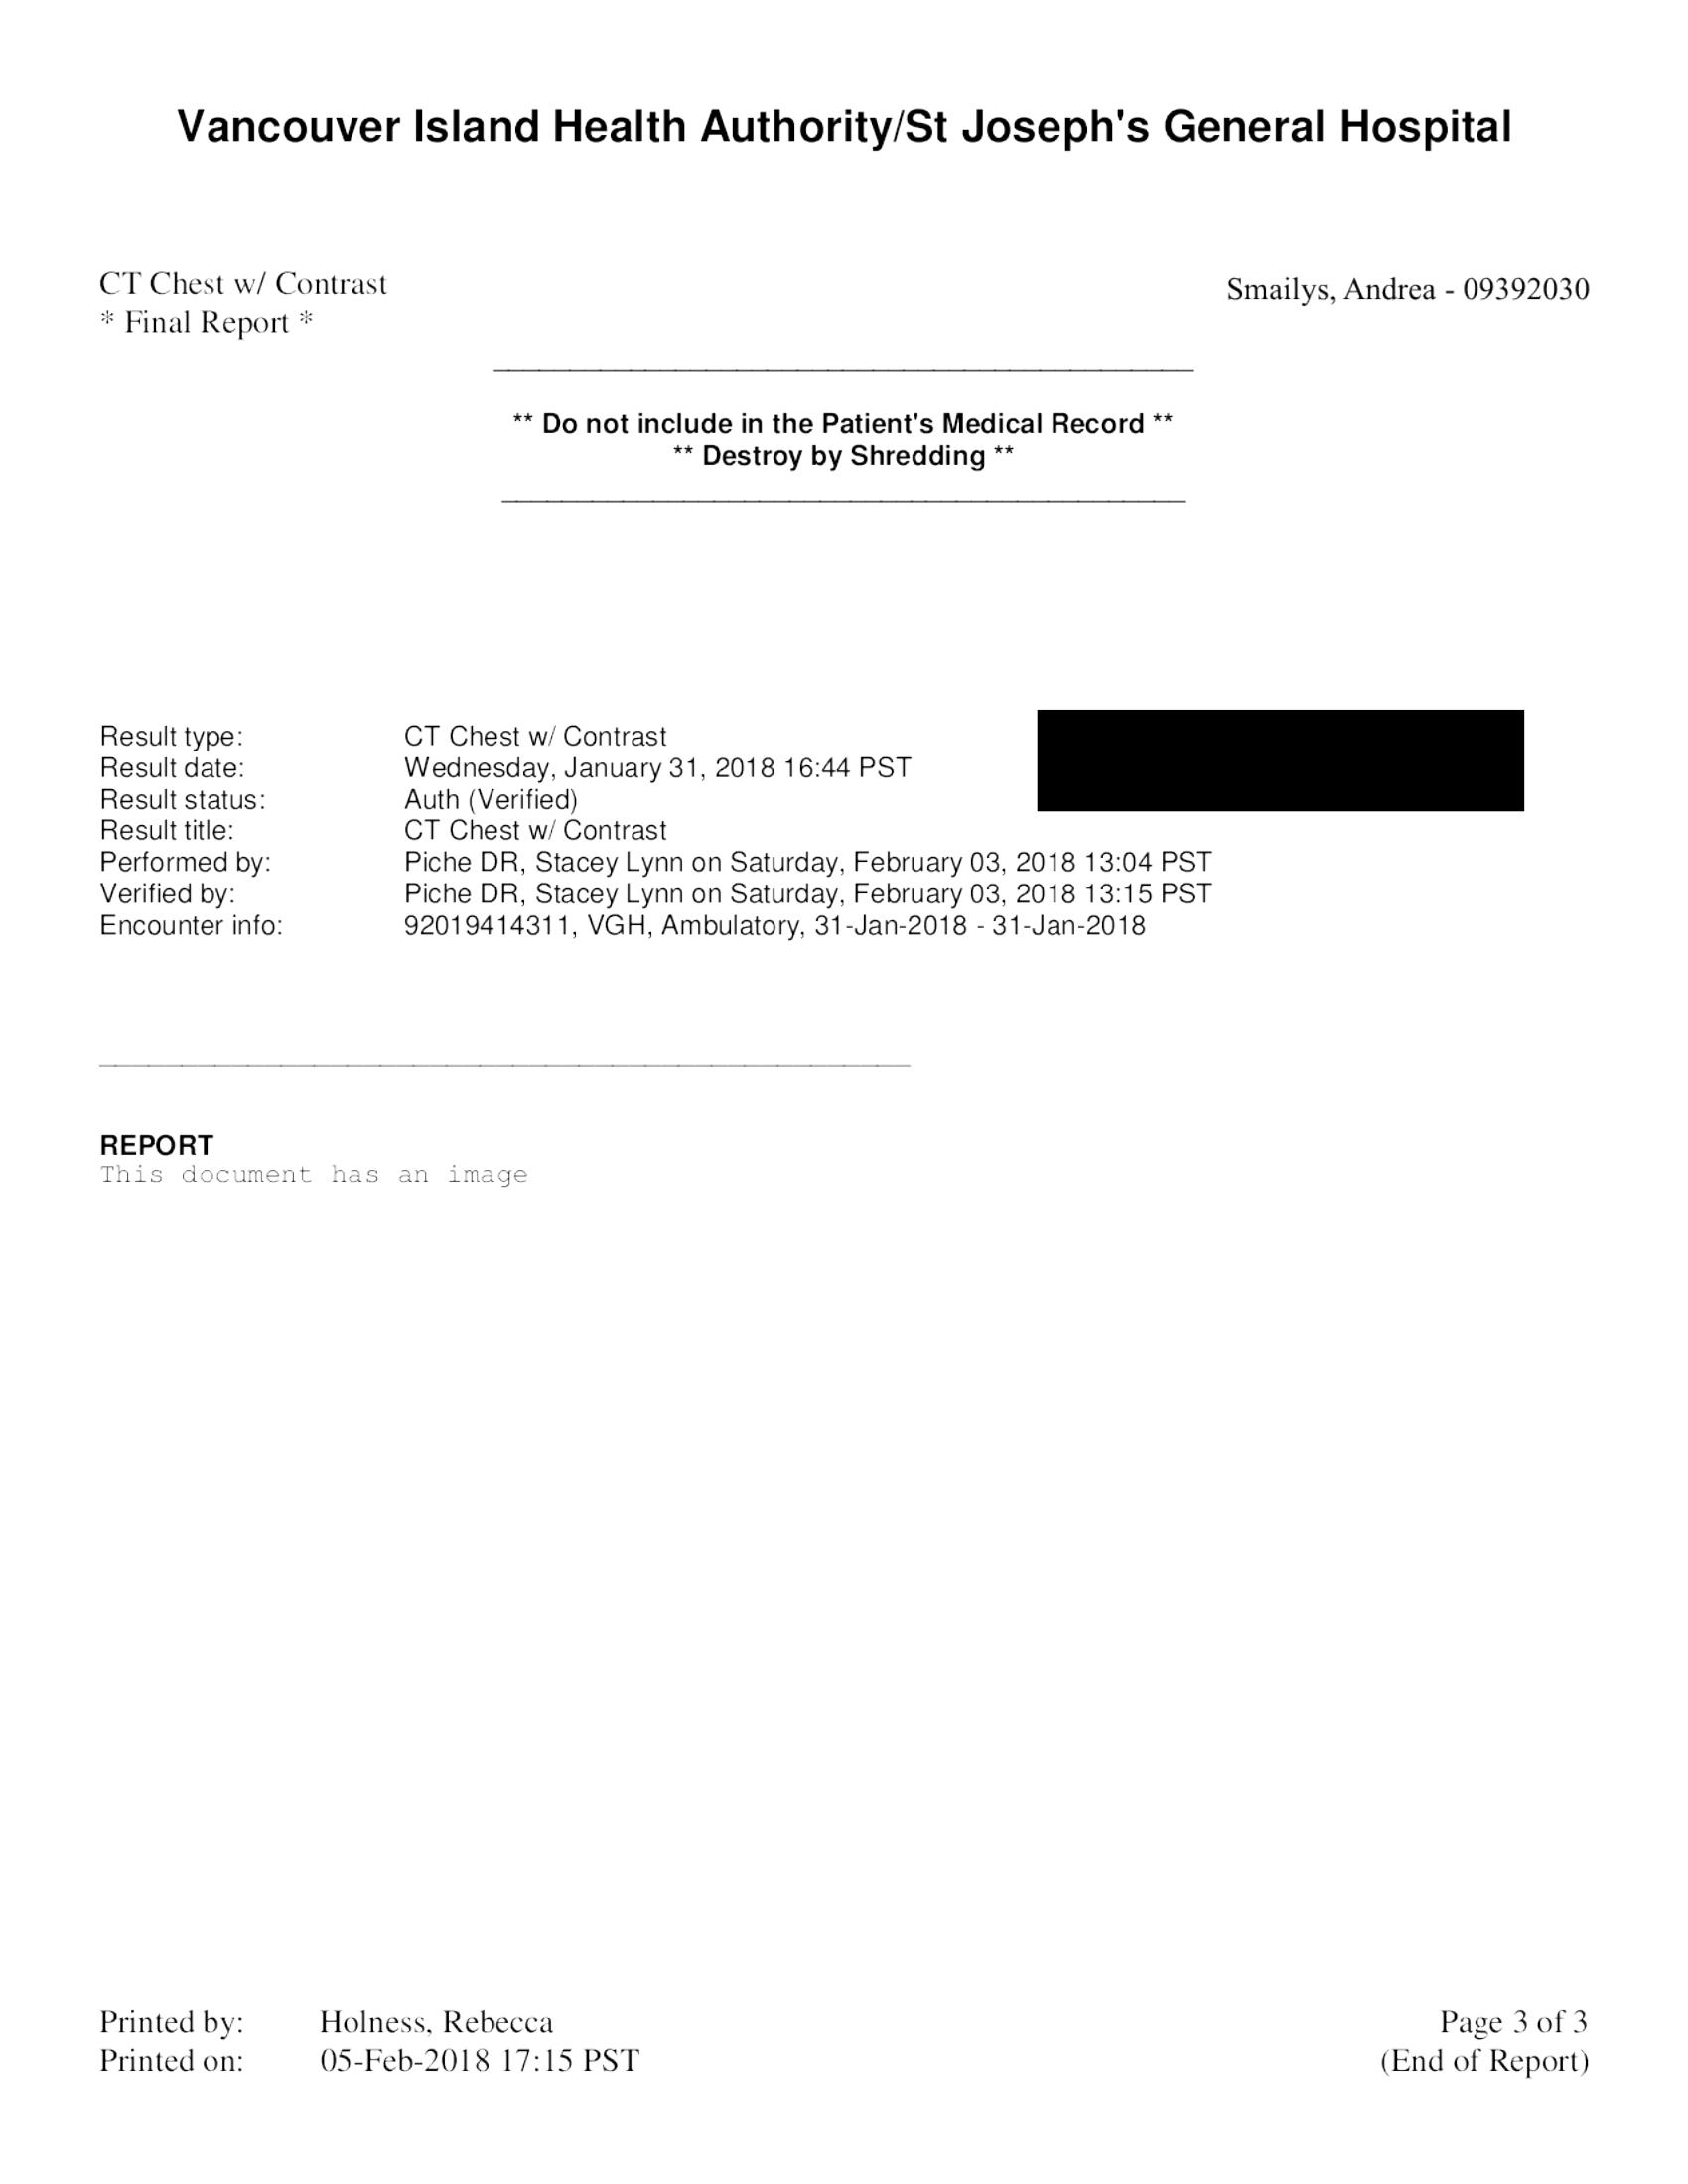 Vancouver Island Health Authority/St Joseph's General Hospital
CT Chest w/ Contrast
Smailys, Andrea - 09392030
* Final Report *
** Do not include in the Patient's Medical Record **
** Destroy by Shredding **
Result type: CT Chest w/ Contrast
Result date: Wednesday, January 31, 2018 16:44 PST
Result status: Auth (Verified)
Result title: CT Chest w/ Contrast
Performed by: Piche DR, Stacey Lynn on Saturday, February 03, 2018 13:04 PST
Verified by: Piche DR, Stacey Lynn on Saturday, February 03, 2018 13:15 PST
Encounter info: 92019414311, VGH, Ambulatory, 31-Jan-2018 - 31-Jan-2018
REPORT
This document has an image
Printed by: Holness, Rebecca
Page 3 of 3
Printed on: 05-Feb-2018 17:15 PST
(End of Report)